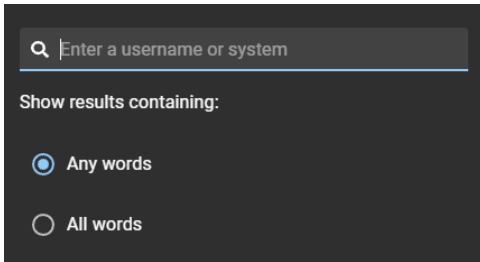 Enter a username or system
Show results containing:
Any words
All words